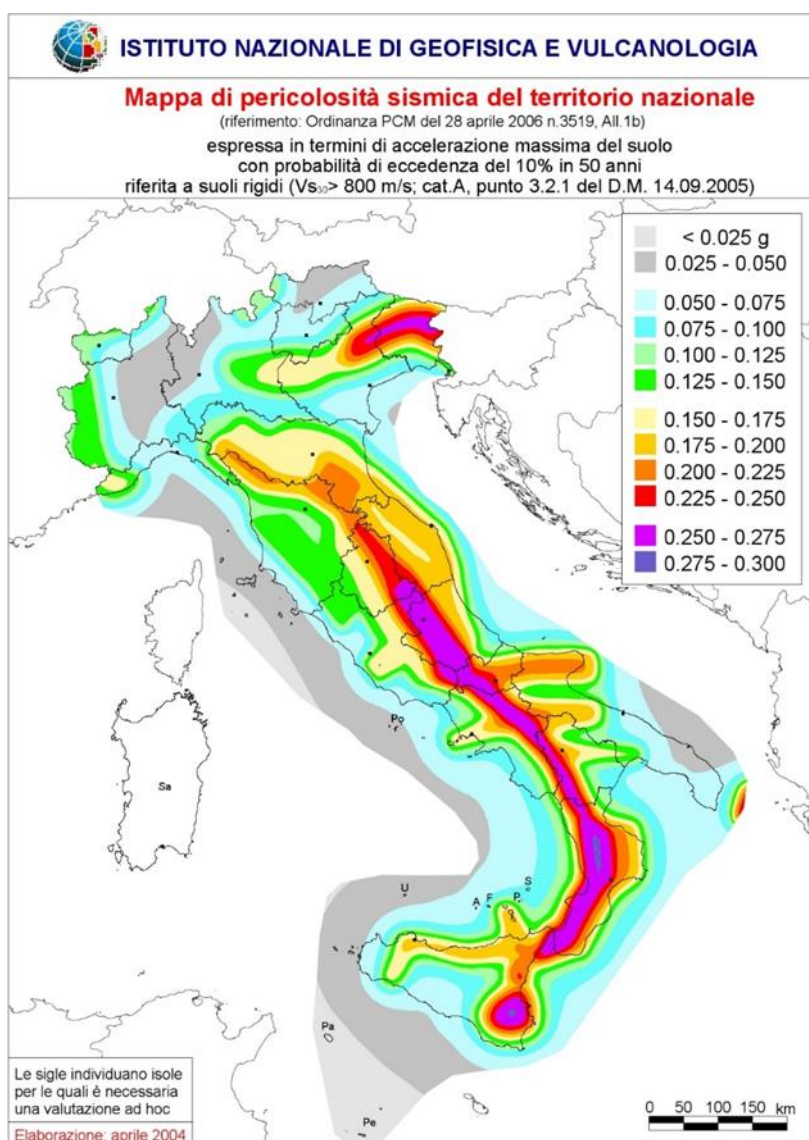 ISTITUTO NAZIONALE DI GEOFISICA E VULCANOLOGIA
Mappa di pericolosità sismica del territorio nazionale
(riferimento: Ordinanza PCM del 28 aprile 2006 n.3519, All.1b)
espressa in termini di accelerazione massima del suolo
con probabilità di eccedenza del 10% in 50 anni
riferita a suoli rigidi (Vs₃₀> 800 m/s; cat.A, punto 3.2.1 del D.M. 14.09.2005)
< 0.025 g
0.025 - 0.050
0.050 - 0.075
0.075 - 0.100
0.100 - 0.125
0.125 - 0.150
0.150 - 0.175
0.175 - 0.200
0.200 - 0.225
0.225 - 0.250
0.250 - 0.275
0.275 - 0.300
Po
Sa
U
A
F
P
S
Pa
Pe
Le sigle individuano isole
per le quali è necessaria
una valutazione ad hoc
Elaborazione: aprile 2004
0 50 100 150 km